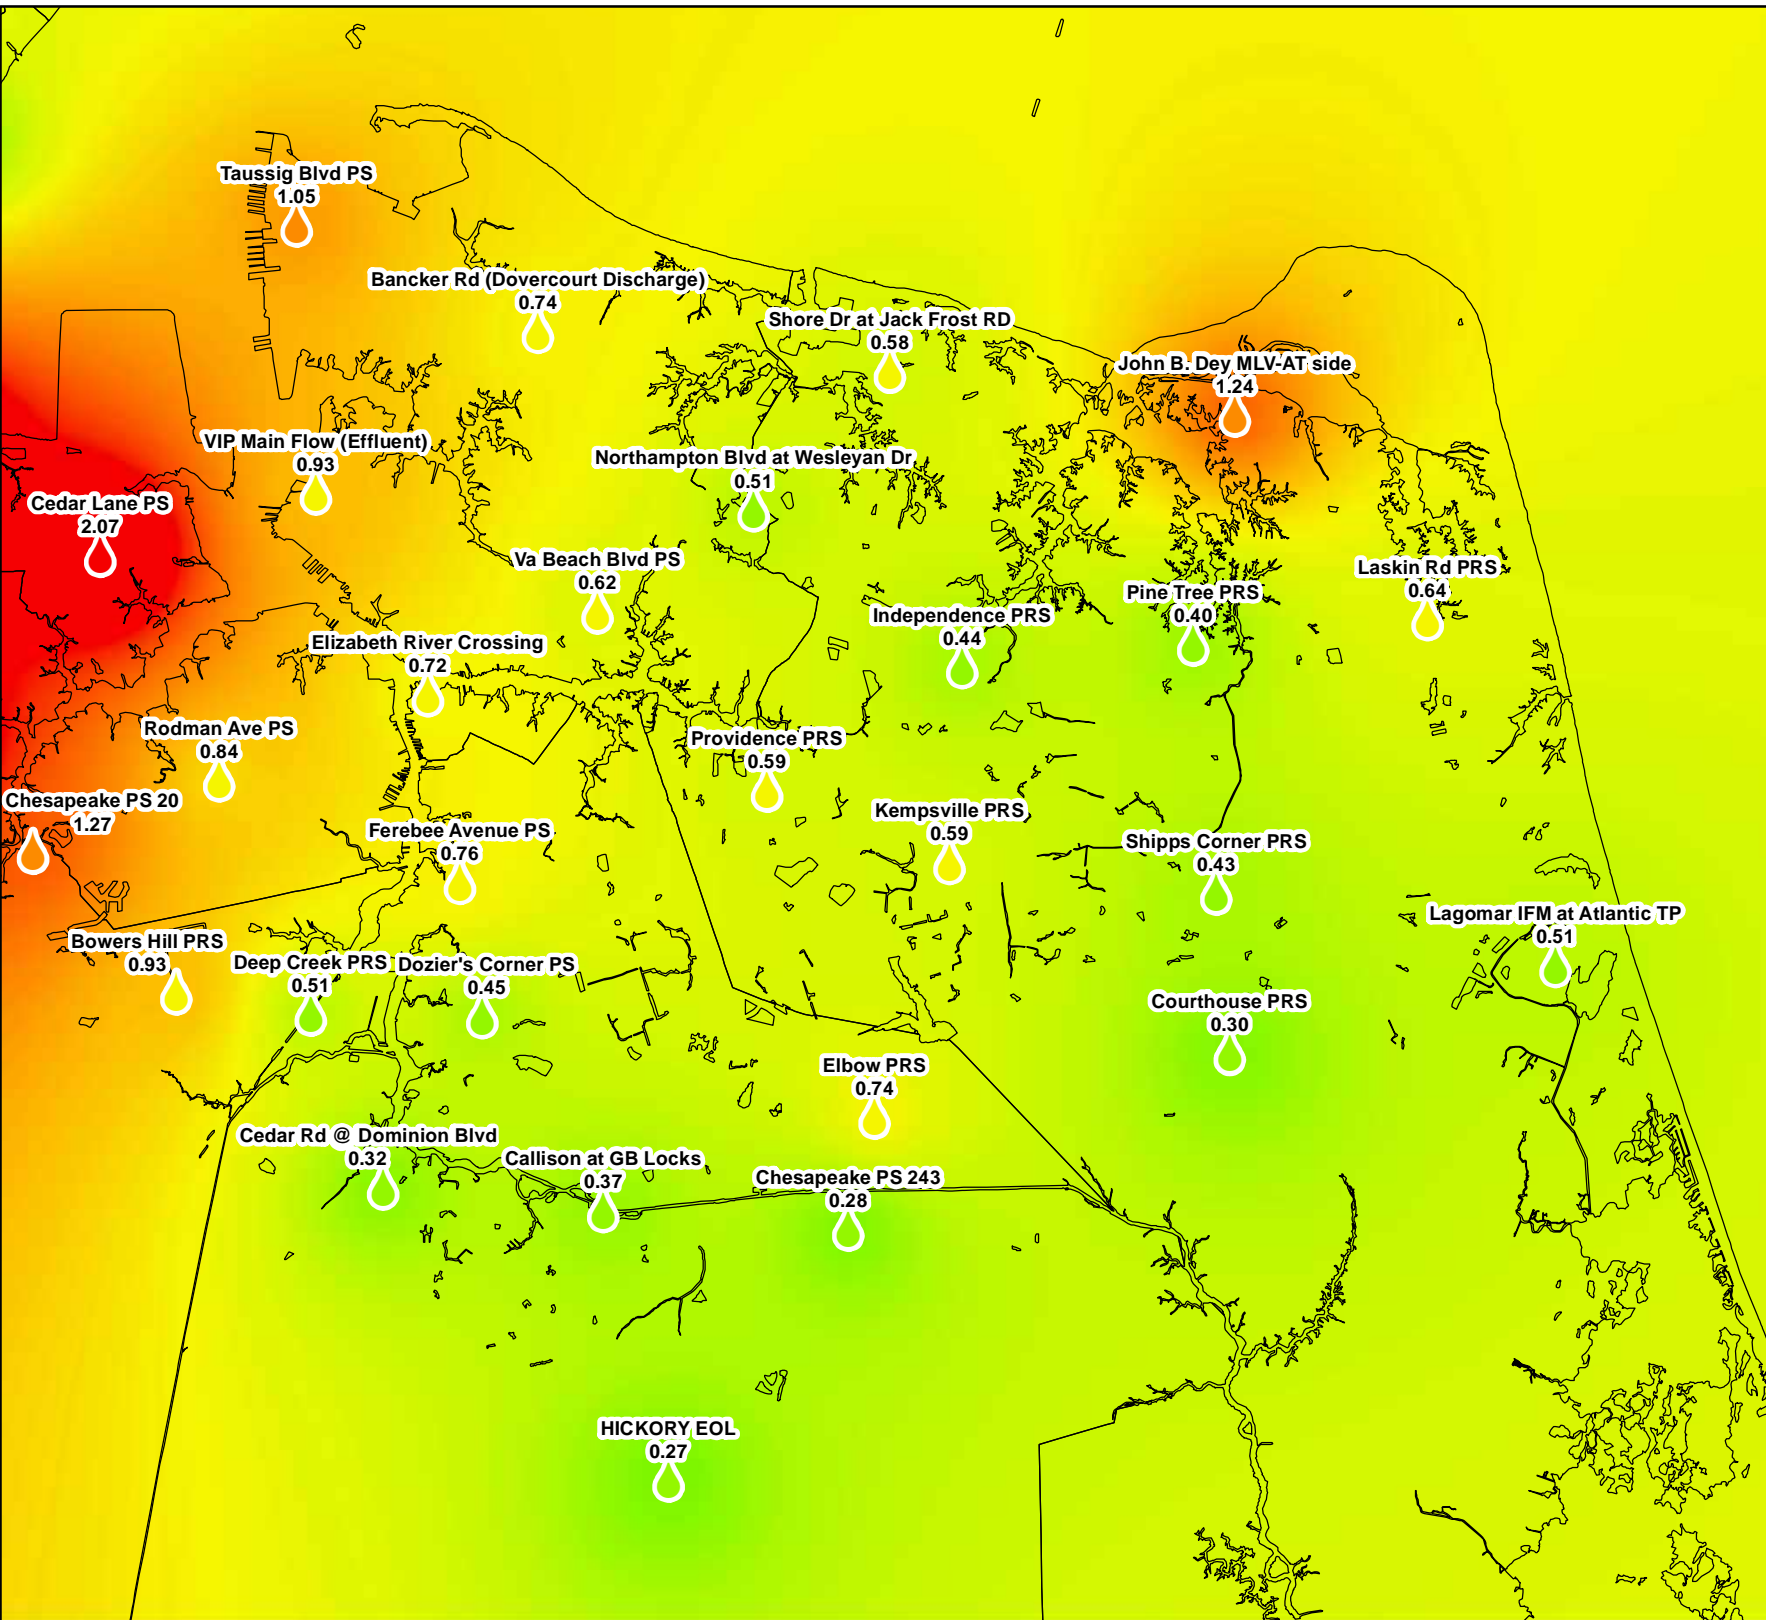 Taussig Blvd PS
1.05
Bancker Rd (Dovercourt Discharge)
0.74
Shore Dr at Jack Frost RD
0.58
John B. Dey MLV-AT side
1.24
VIP Main Flow (Effluent)
0.93
Northampton Blvd at Wesleyan Dr
0.51
Cedar Lane PS
2.07
Va Beach Blvd PS
0.62
Laskin Rd PRS
0.64
Pine Tree PRS
0.40
Independence PRS
0.44
Elizabeth River Crossing
0.72
Rodman Ave PS
0.84
Providence PRS
0.59
Chesapeake PS 20
1.27
Kempsville PRS
0.59
Ferebee Avenue PS
0.76
Shipps Corner PRS
0.43
Lagomar IFM at Atlantic TP
0.51
Bowers Hill PRS
0.93
Deep Creek PRS
0.51
Dozier's Corner PS
0.45
Courthouse PRS
0.30
Elbow PRS
0.74
Cedar Rd @ Dominion Blvd
0.32
Callison at GB Locks
0.37
Chesapeake PS 243
0.28
HICKORY EOL
0.27